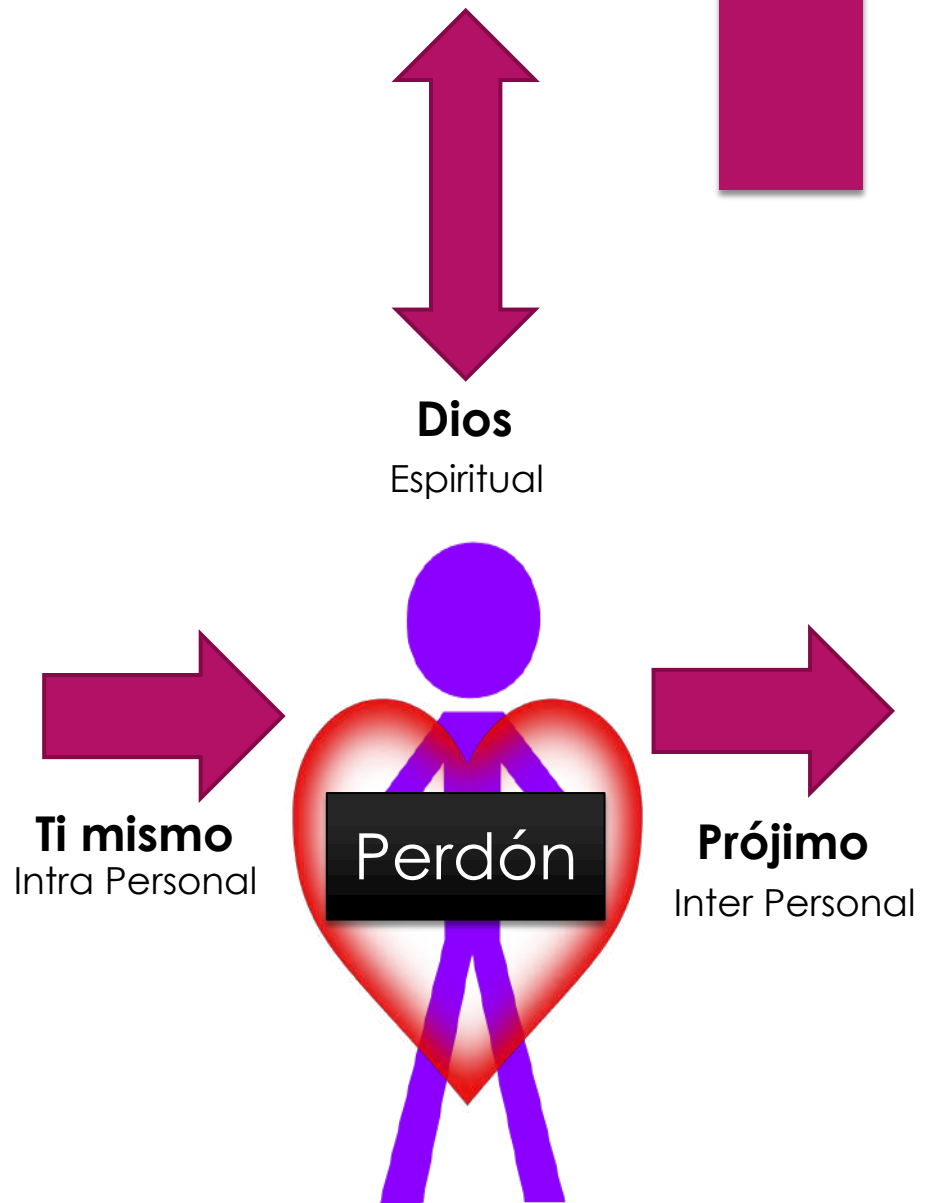 Dios
Espiritual
Ti mismo
Intra Personal
Perdón
Prójimo
Inter Personal